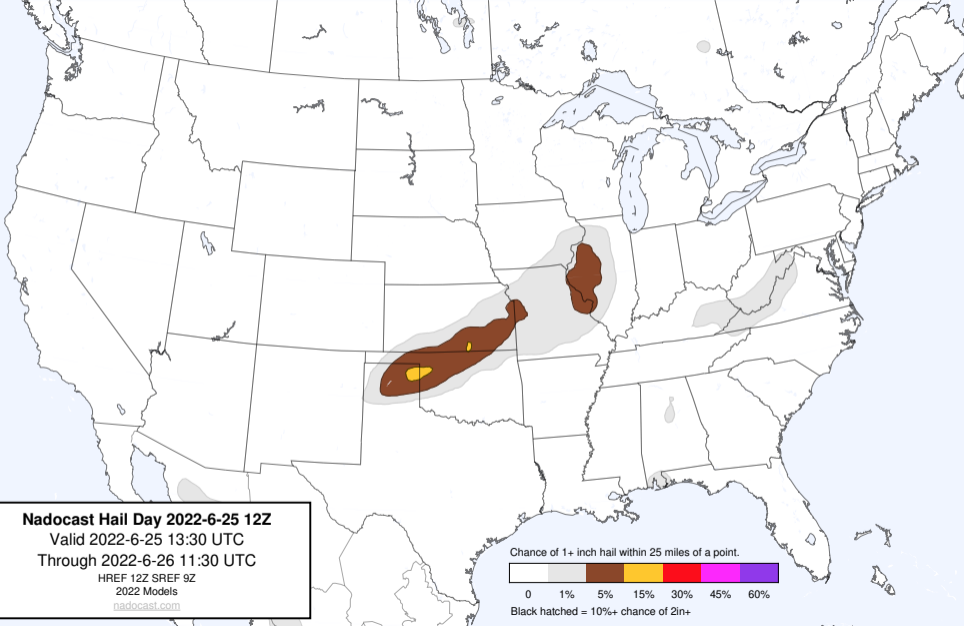 Nadocast Hail Day 2022-6-25 12Z
Valid 2022-6-25 13:30 UTC
Through 2022-6-26 11:30 UTC
HREF 12Z SREF 9Z
2022 Models
nadocast.com
Chance of 1+ inch hail within 25 miles of a point.
0 1% 5% 15% 30% 45% 60%
Black hatched = 10%+ chance of 2in+